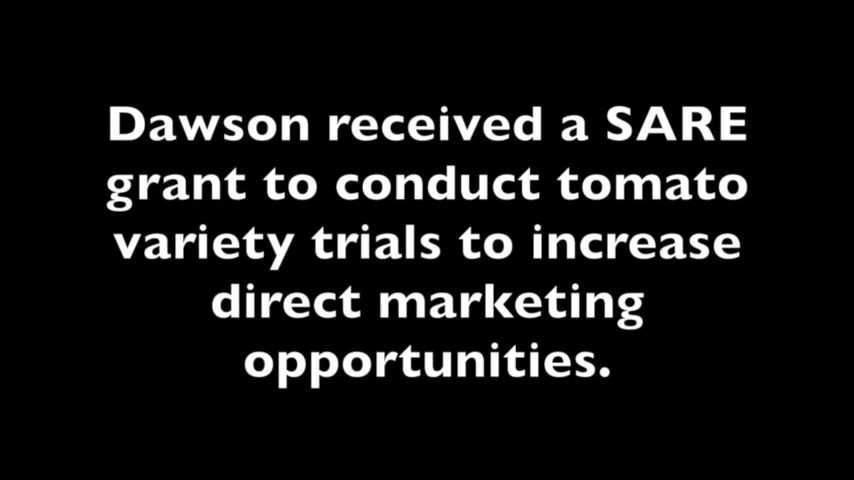 Dawson received a SARE
grant to conduct tomato
variety trials to increase
direct marketing
opportunities.